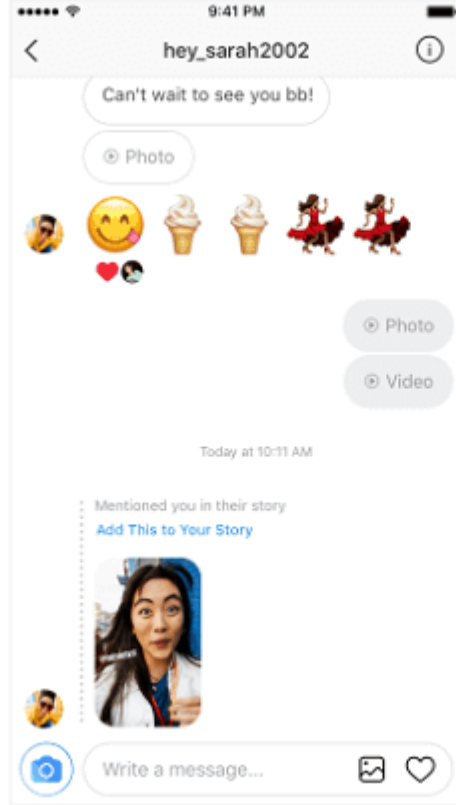 9:41 PM
hey_sarah2002
Can't wait to see you bb!
Photo
Photo
Video
Today at 10:11 AM
Mentioned you in their story
Add This to Your Story
Write a message...